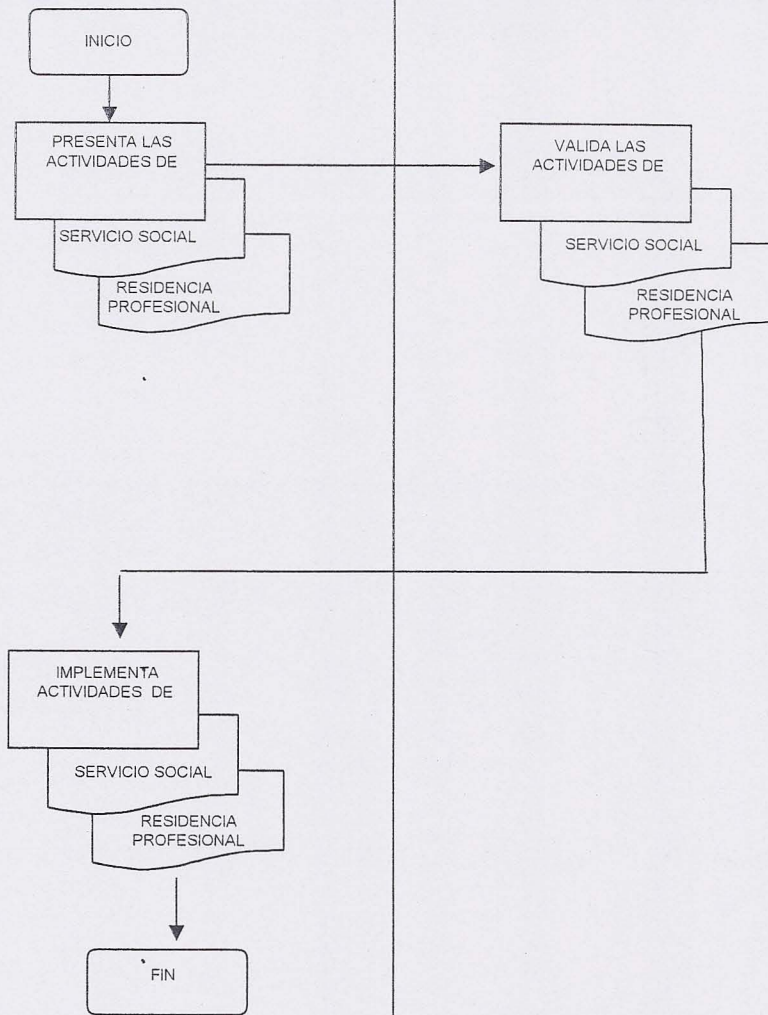 INICIO
PRESENTA LAS
ACTIVIDADES DE
SERVICIO SOCIAL
RESIDENCIA
PROFESIONAL
VALIDA LAS
ACTIVIDADES DE
SERVICIO SOCIAL
RESIDENCIA
PROFESIONAL
IMPLEMENTA
ACTIVIDADES DE
SERVICIO SOCIAL
RESIDENCIA
PROFESIONAL
FIN